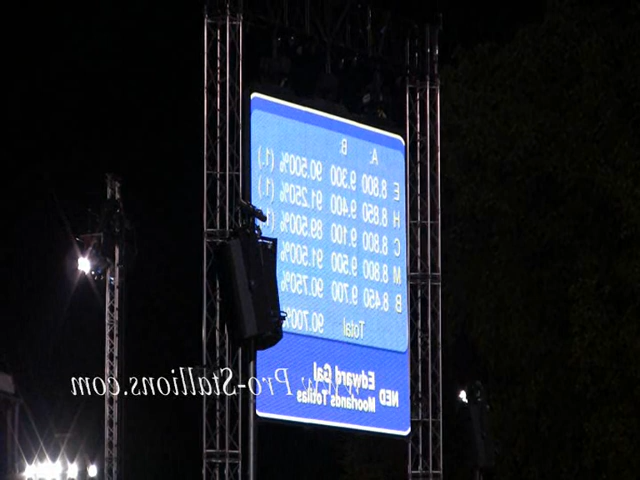 A: B:
E 8.800 9.300 90.500% (1.)
H 8.850 9.400 91.250% (1.)
C 8.800 9.100 89.500% (1.)
M 8.800 9.500 91.500%
B 8.450 9.700 90.750%
Total 90.700%
NED Edward Gal
Moorlands Totilas
www.Pro-Stallions.com